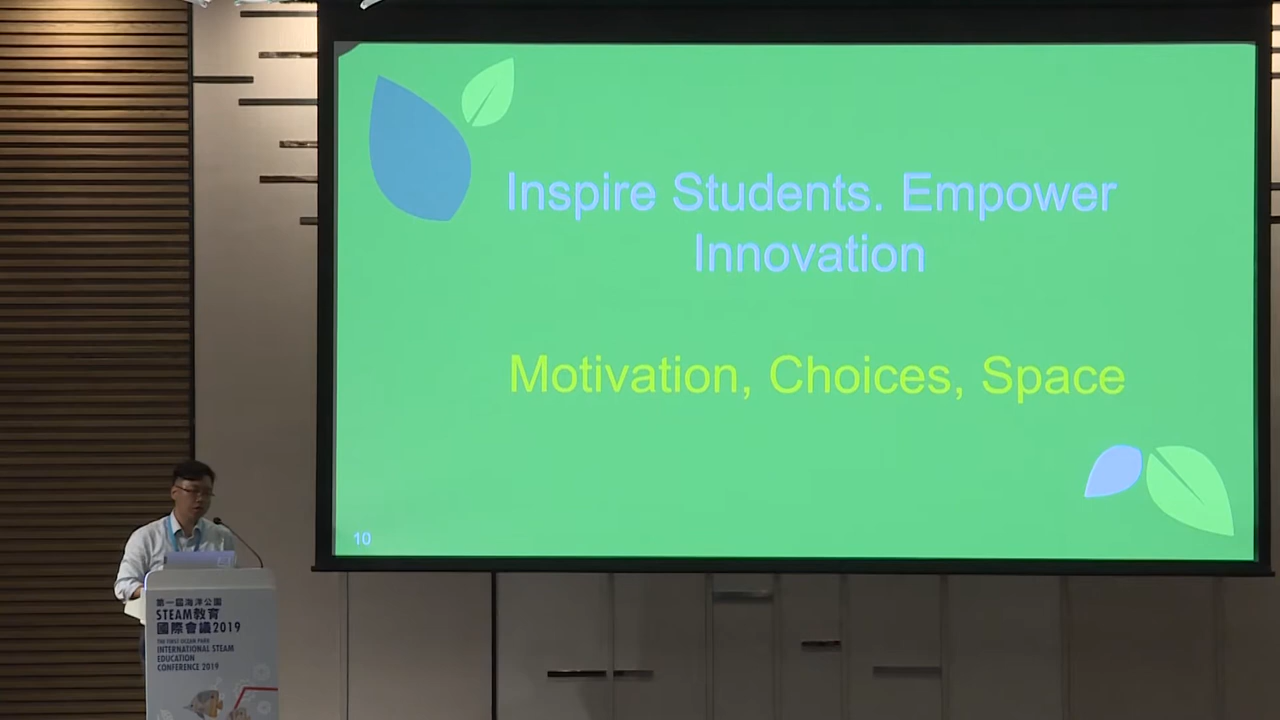 Inspire Students. Empower
Innovation
Motivation, Choices, Space
10
第一屆海洋公園
STEAM教育
國際會議2019
THE FIRST OCEAN PARK
INTERNATIONAL STEAM
EDUCATION
CONFERENCE 2019